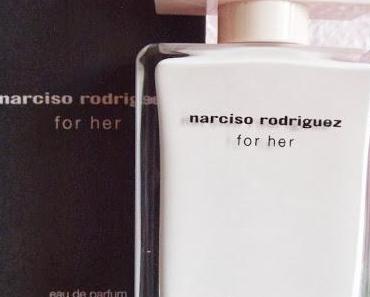 narciso rodriguez
for her
eau de parfum
narciso rodriguez
for her